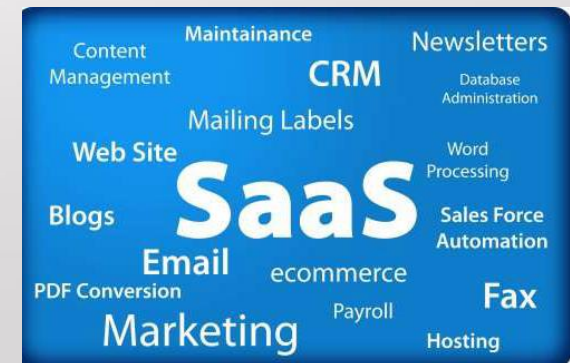 Maintainance
Newsletters
Content
Management
CRM
Database
Administration
Mailing Labels
Web Site
Word
Processing
SaaS
Blogs
Sales Force
Automation
Email
ecommerce
PDF Conversion
Fax
Payroll
Marketing
Hosting